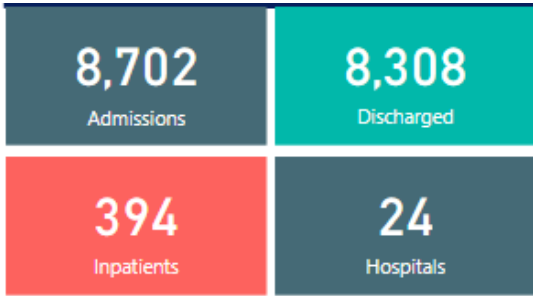 8,702
Admissions
8,308
Discharged
394
Inpatients
24
Hospitals